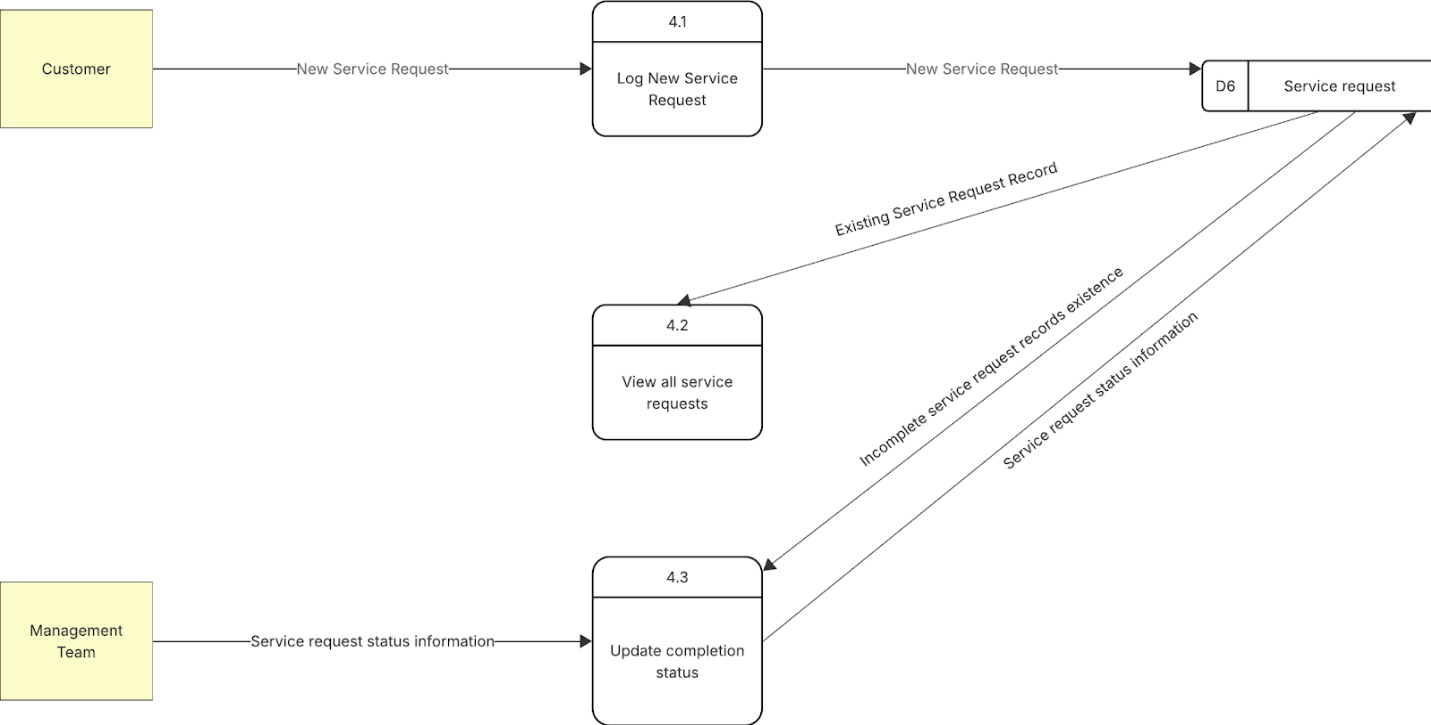 4.1
Customer
New Service Request
Log New Service
Request
New Service Request
D6
Service request
Existing Service Request Record
4.2
View all service
requests
Incomplete service request records existence
Service request status information
4.3
Management
Team
Service request status information
Update completion
status